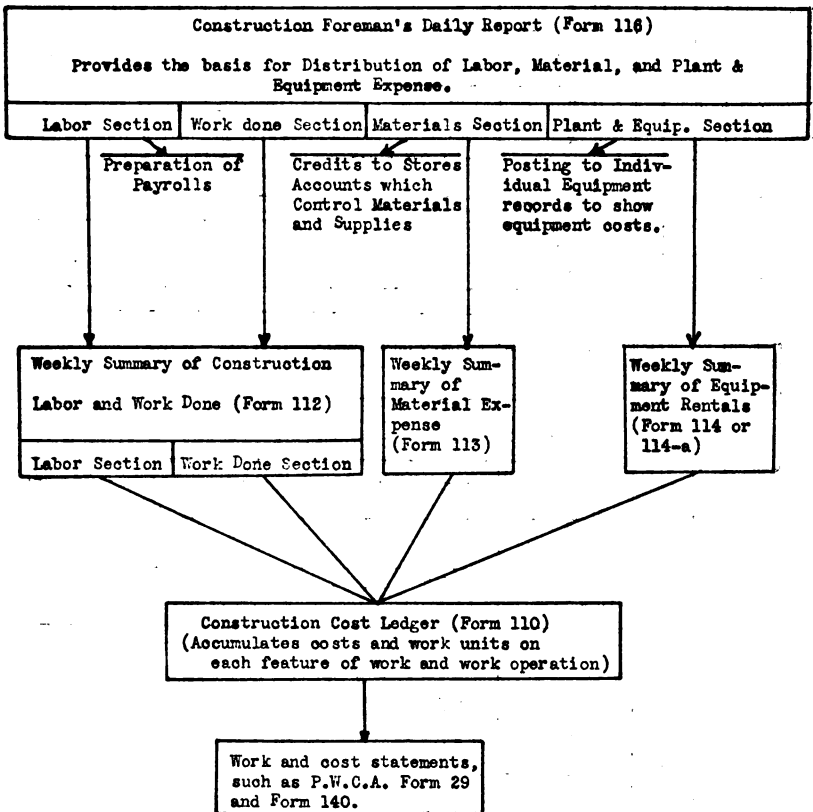 Construction Foreman's Daily Report (Form 116)
Provides the basis for Distribution of Labor, Material, and Plant &
Equipment Expense.
Labor Section
Work done Section
Materials Section
Plant & Equip. Section
Preparation of
Payrolls
Credits to Stores
Accounts which
Control Materials
and Supplies
Posting to Indiv-
idual Equipment
records to show
equipment costs.
Weekly Summary of Construction
Labor and Work Done (Form 112)
Labor Section
Work Done Section
Weekly Sum-
mary of
Material Ex-
pense
(Form 113)
Weekly Sum-
mary of Equip-
ment Rentals
(Form 114 or
114-a)
Construction Cost Ledger (Form 110)
(Accumulates costs and work units on
each feature of work and work operation)
Work and cost statements,
such as P.W.C.A. Form 29
and Form 140.